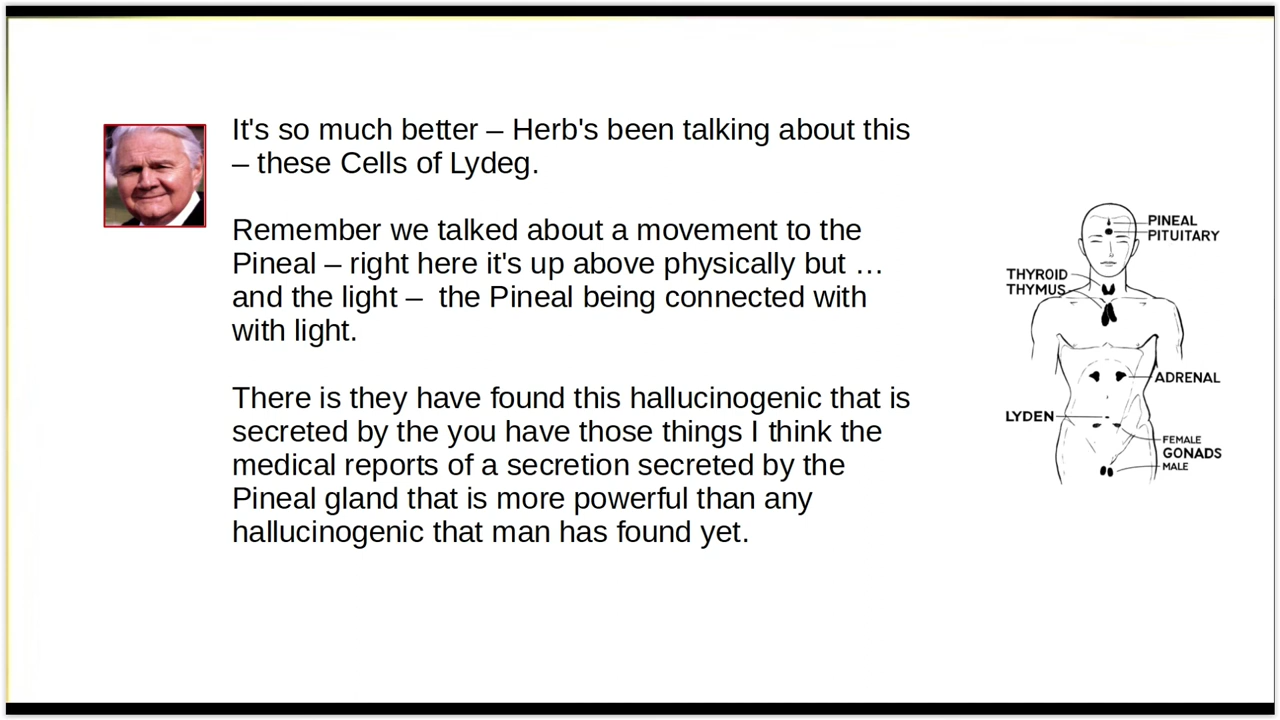 It's so much better – Herb's been talking about this
– these Cells of Lydeg.
Remember we talked about a movement to the
Pineal – right here it's up above physically but …
and the light –  the Pineal being connected with
with light.
There is they have found this hallucinogenic that is
secreted by the you have those things I think the
medical reports of a secretion secreted by the
Pineal gland that is more powerful than any
hallucinogenic that man has found yet.
PINEAL
PITUITARY
THYROID
THYMUS
ADRENAL
LYDEN
FEMALE
GONADS
MALE